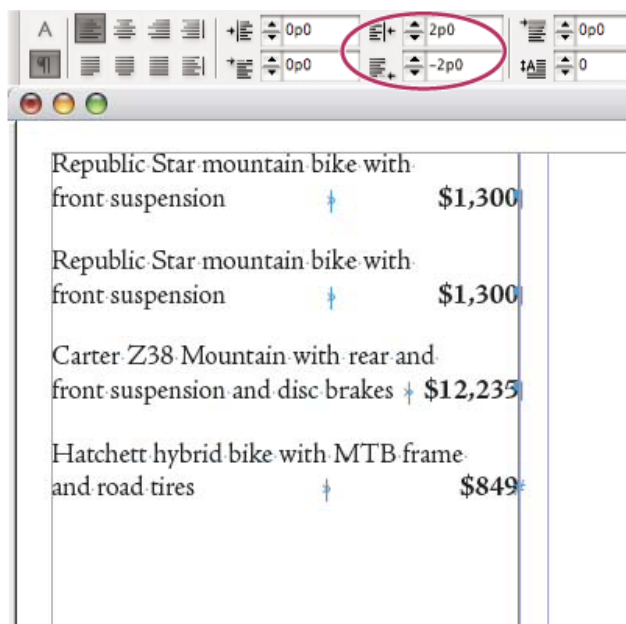 A 0p0 2p0 0p0
¶ 0p0 -2p0 A 0
Republic Star mountain bike with
front suspension $1,300
Republic Star mountain bike with
front suspension $1,300
Carter Z38 Mountain with rear and
front suspension and disc brakes $12,235
Hatchett hybrid bike with MTB frame
and road tires $849